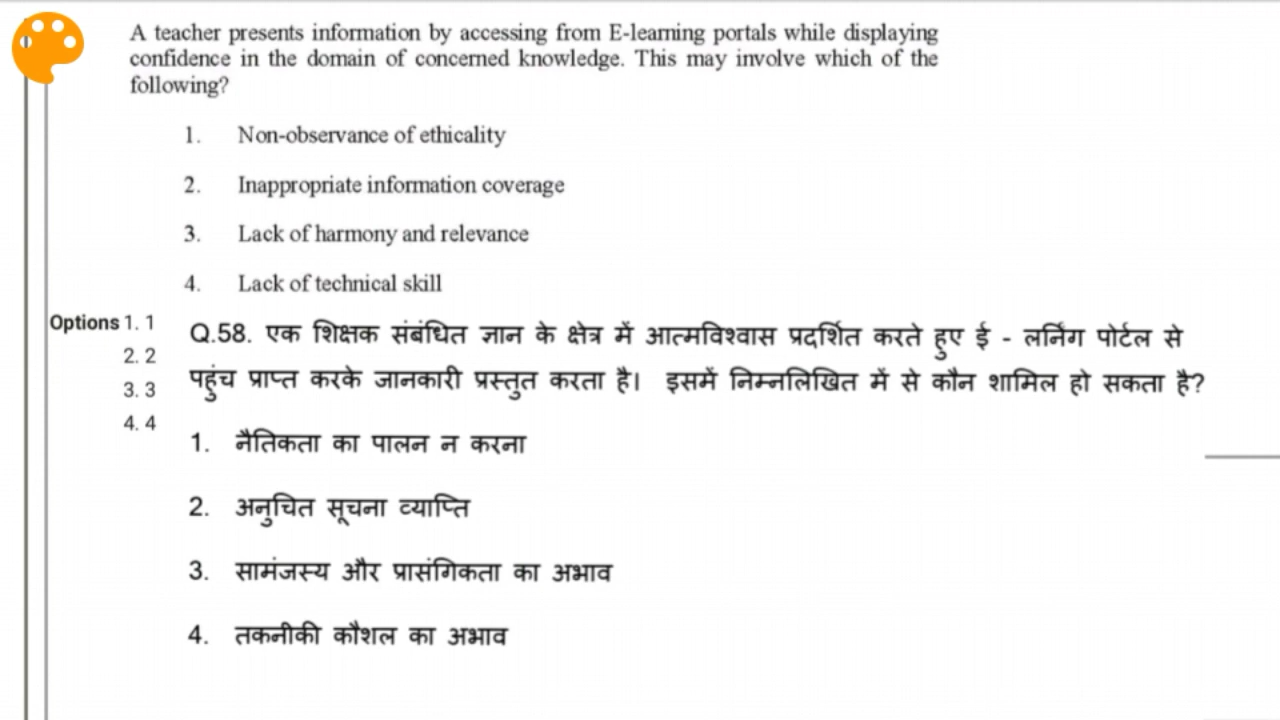 A teacher presents information by accessing from E-learning portals while displaying
confidence in the domain of concerned knowledge. This may involve which of the
following?
1. Non-observance of ethicality
2. Inappropriate information coverage
3. Lack of harmony and relevance
4. Lack of technical skill
Options 1. 1
2. 2
3. 3
4. 4
Q.58. एक शिक्षक संबंधित ज्ञान के क्षेत्र में आत्मविश्वास प्रदर्शित करते हुए ई - लर्निंग पोर्टल से
पहुंच प्राप्त करके जानकारी प्रस्तुत करता है। इसमें निम्नलिखित में से कौन शामिल हो सकता है?
1. नैतिकता का पालन न करना
2. अनुचित सूचना व्याप्ति
3. सामंजस्य और प्रासंगिकता का अभाव
4. तकनीकी कौशल का अभाव